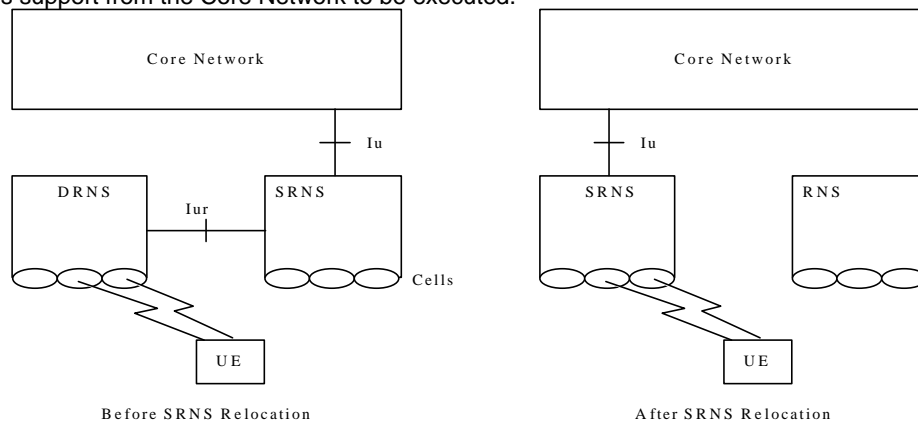 s support from the Core Network to be executed.
Core Network
Iu
DRNS
SRNS
Iur
Cells
UE
Before SRNS Relocation
Core Network
Iu
SRNS
RNS
UE
After SRNS Relocation